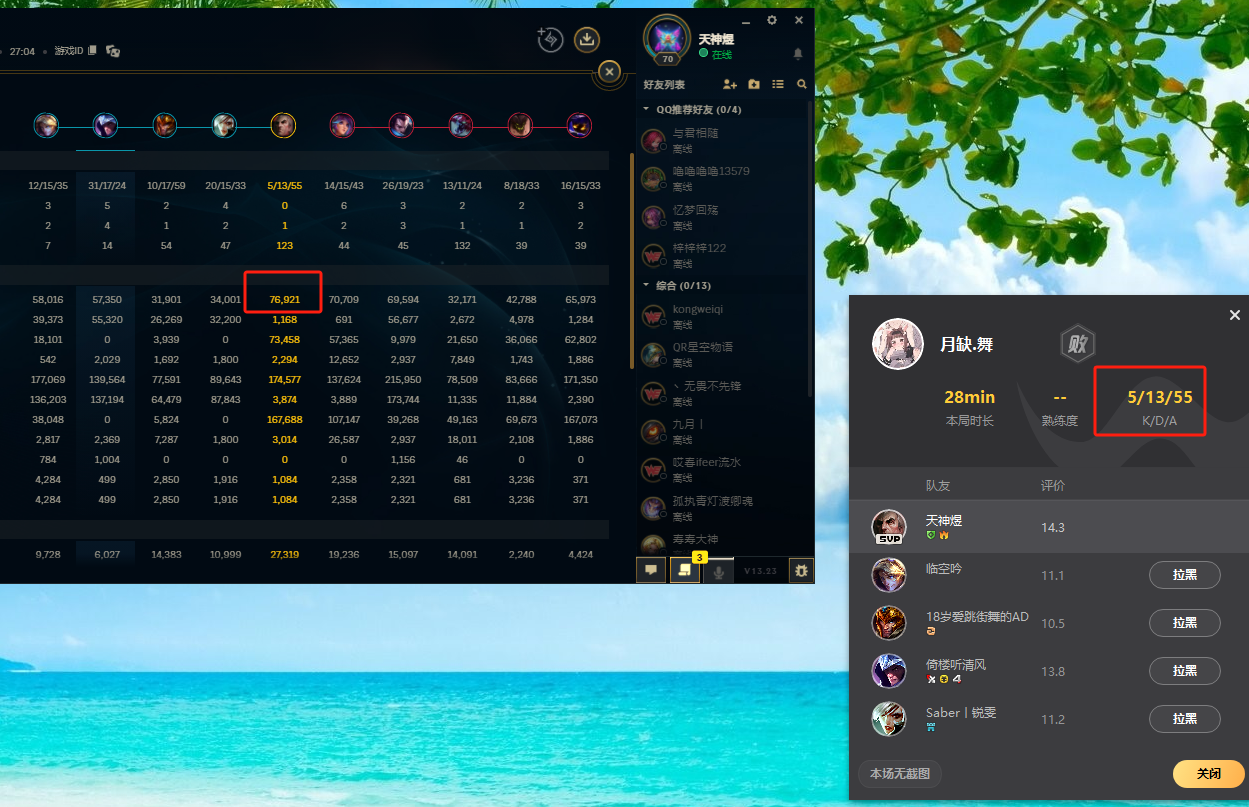 27:04
游戏ID
12/15/35 31/17/24 10/17/59 20/15/33 5/13/55 14/15/43 26/19/23 13/11/24 8/18/33 16/15/33
3 5 2 4 0 6 3 2 2 3
2 4 1 2 1 2 3 1 1 2
7 14 54 47 123 44 45 132 39 39
58,016 57,350 31,901 34,001 76,921 70,709 69,594 32,171 42,788 65,973
39,373 55,320 26,269 32,200 1,168 691 56,677 2,672 4,978 1,284
18,101 0 3,939 0 73,458 57,365 9,979 21,650 36,066 62,802
542 2,029 1,692 1,800 2,294 12,652 2,937 7,849 1,743 1,886
177,069 139,564 77,591 89,643 174,577 137,624 215,950 78,509 83,666 171,350
136,203 137,194 64,479 87,843 3,874 3,889 173,744 11,335 11,884 2,390
38,048 0 5,824 0 167,688 107,147 39,268 49,163 69,673 167,073
2,817 2,369 7,287 1,800 3,014 26,587 2,937 18,011 2,108 1,886
784 1,004 0 0 0 0 1,156 46 0 0
4,284 499 2,850 1,916 1,084 2,358 2,321 681 3,236 371
4,284 499 2,850 1,916 1,084 2,358 2,321 681 3,236 371
9,728 6,027 14,383 10,999 27,319 19,236 15,097 14,091 2,240 4,424
70
天神煜
在线
好友列表
QQ推荐好友 (0/4)
与君相随
离线
噜噜噜噜13579
离线
忆梦回殇
离线
梓梓梓122
离线
综合 (0/13)
kongweiqi
离线
QR星空物语
离线
丶无畏不先锋
离线
九月丨
离线
哎春ifeer流水
离线
孤执青灯渡卿魂
离线
寿寿大神
3
V13.23
月缺.舞
败
28min
--
5/13/55
本局时长
熟练度
K/D/A
队友
评价
天神煜
14.3
SVP
临空吟
11.1
拉黑
18岁爱跳街舞的AD
10.5
拉黑
倚楼听清风
13.8
拉黑
4
Saber丨锐雯
11.2
拉黑
本场无截图
关闭